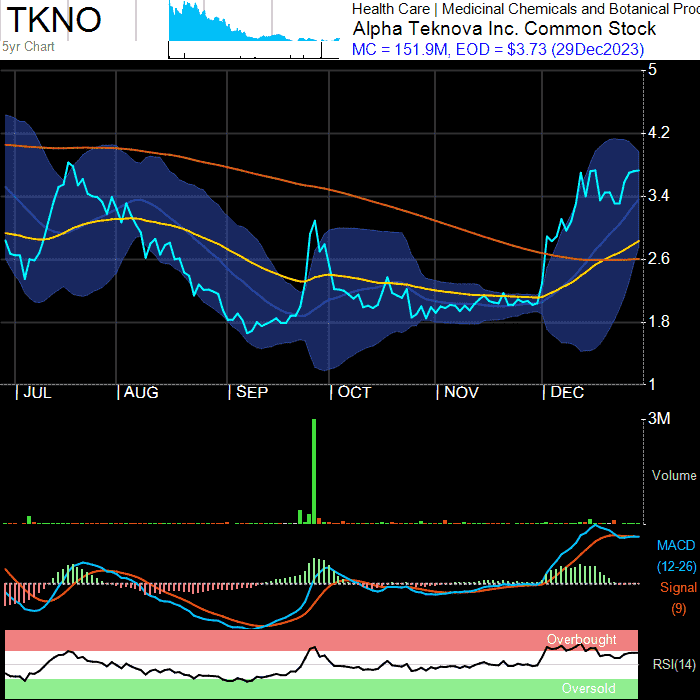 TKNO
5yr Chart
Health Care | Medicinal Chemicals and Botanical Proc
Alpha Teknova Inc. Common Stock
MC = 151.9M, EOD = $3.73 (29Dec2023)
5
4.2
3.4
2.6
1.8
1
| JUL | AUG | SEP | OCT | NOV | DEC
3M
Volume
MACD
(12-26)
Signal
(9)
Overbought
RSI(14)
Oversold